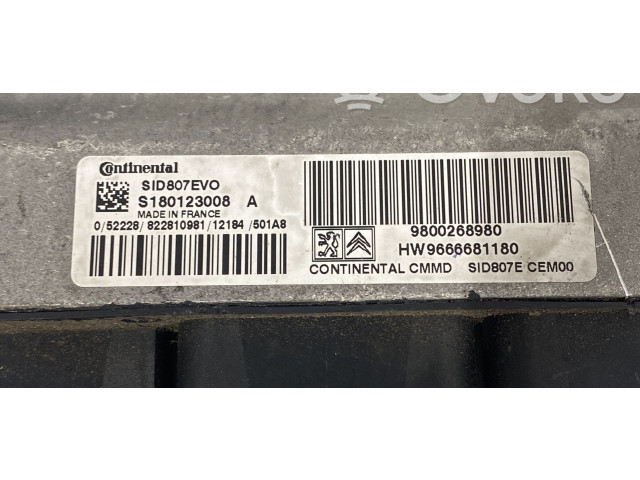 Continental
SID807EVO
S180123008 A
MADE IN FRANCE
0/52228/822810981/12184/501A8
9800268980
HW9666681180
CONTINENTAL CMMD SID807E CEM00